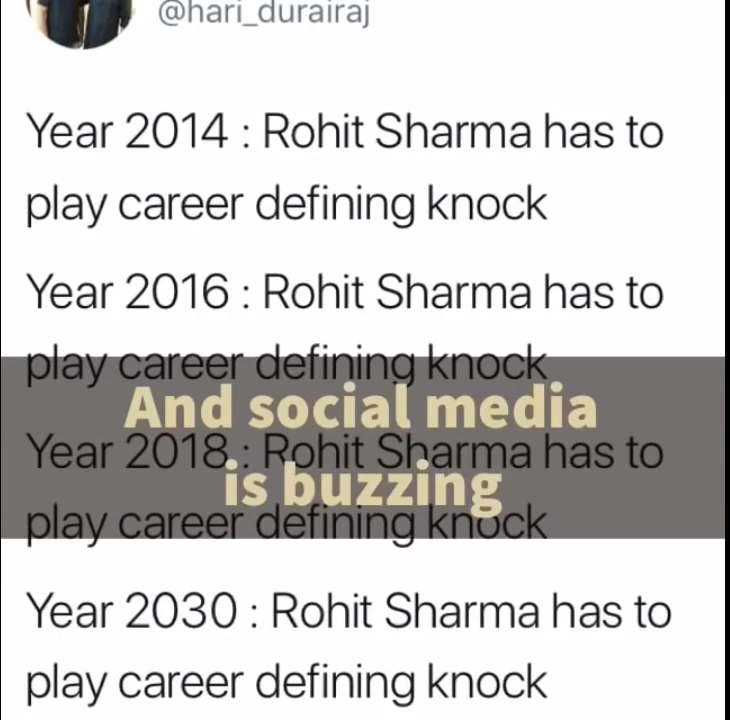 @hari_durairaj
Year 2014 : Rohit Sharma has to
play career defining knock
Year 2016 : Rohit Sharma has to
play career defining knock
And social media
Year 2018 : Rohit Sharma has to
is buzzing
play career defining knock
Year 2030 : Rohit Sharma has to
play career defining knock